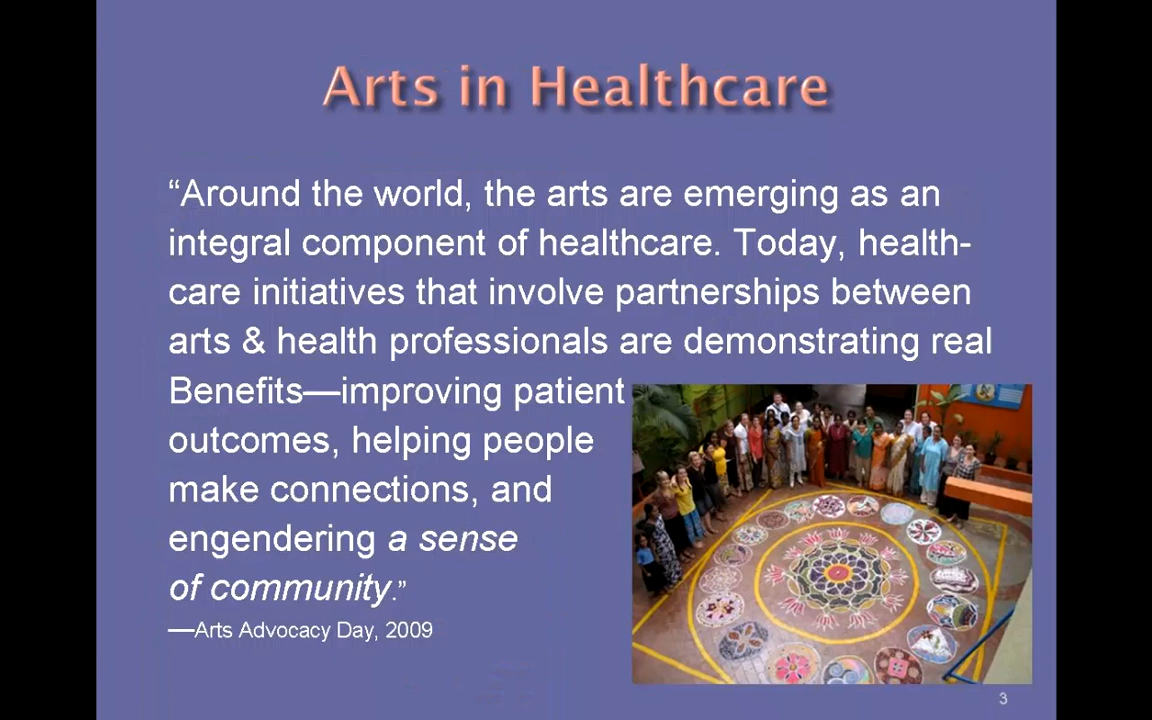 Arts in Healthcare
“Around the world, the arts are emerging as an
integral component of healthcare. Today, health-
care initiatives that involve partnerships between
arts & health professionals are demonstrating real
Benefits—improving patient
outcomes, helping people
make connections, and
engendering a sense
of community.”
—Arts Advocacy Day, 2009
3